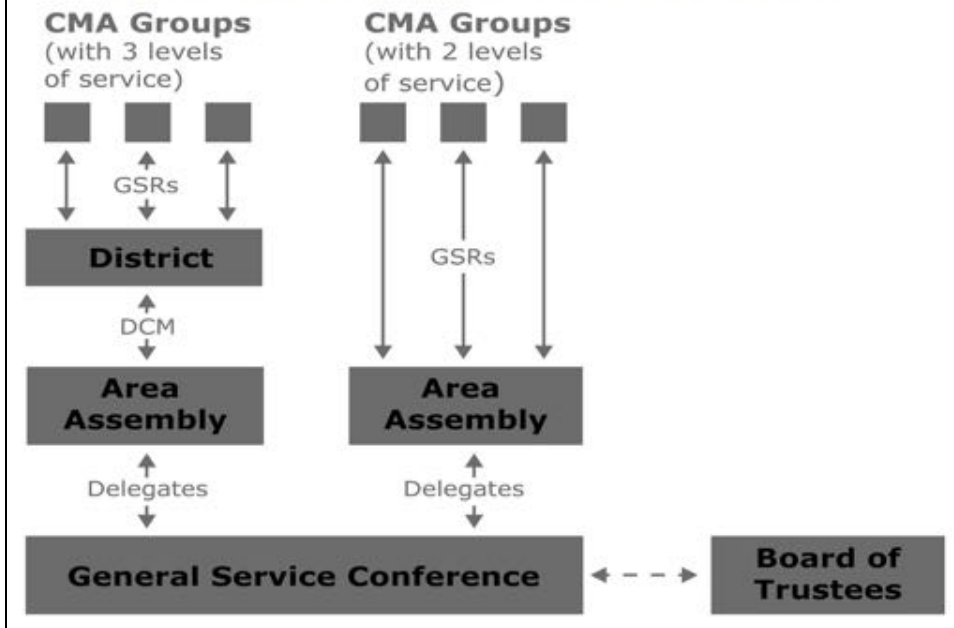 CMA Groups
(with 3 levels
of service)
CMA Groups
(with 2 levels
of service)
GSRs
District
GSRs
DCM
Area
Assembly
Area
Assembly
Delegates
Delegates
General Service Conference
Board of
Trustees